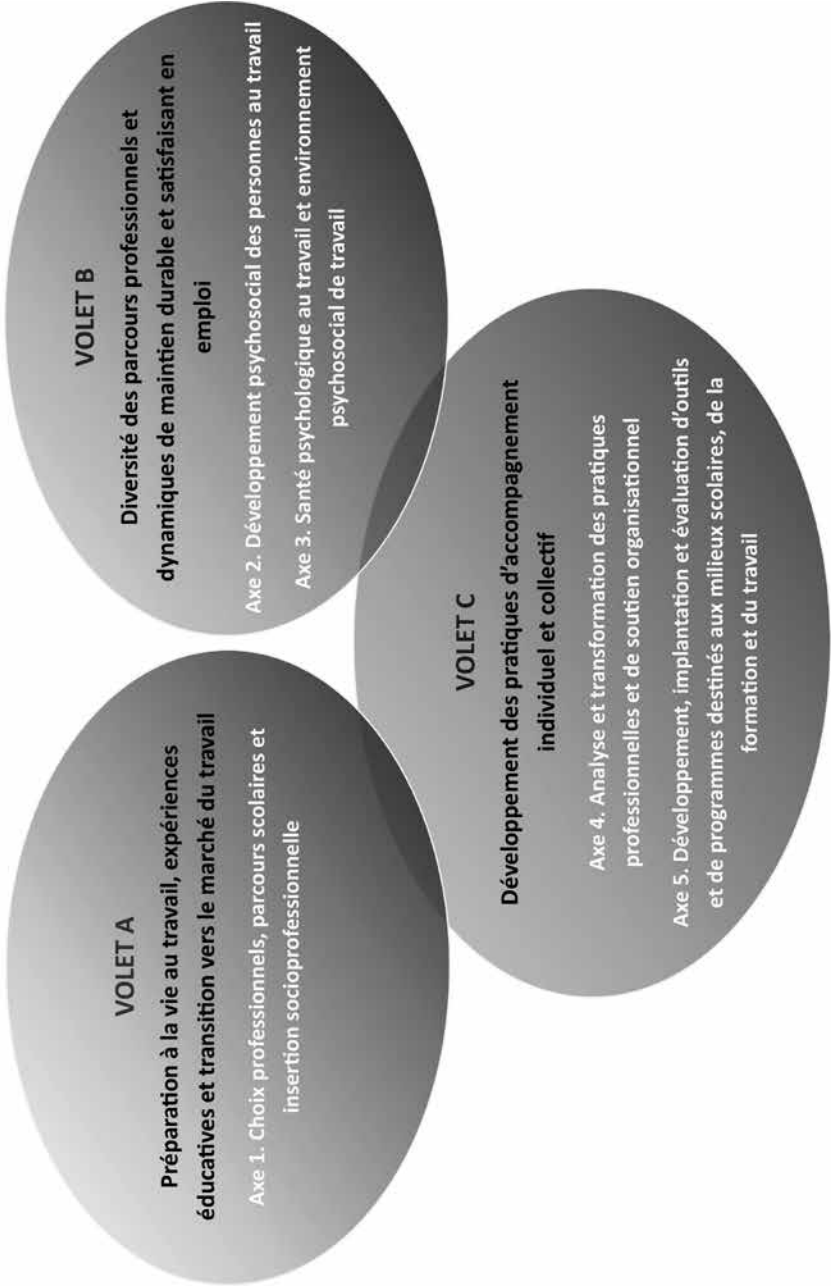 VOLET A
Préparation à la vie au travail, expériences
éducatives et transition vers le marché du travail
Axe 1. Choix professionnels, parcours scolaires et
insertion socioprofessionnelle
VOLET B
Diversité des parcours professionnels et
dynamiques de maintien durable et satisfaisant en
emploi
Axe 2. Développement psychosocial des personnes au travail
Axe 3. Santé psychologique au travail et environnement
psychosocial de travail
VOLET C
Développement des pratiques d'accompagnement
individuel et collectif
Axe 4. Analyse et transformation des pratiques
professionnelles et de soutien organisationnel
Axe 5. Développement, implantation et évaluation d'outils
et de programmes destinés aux milieux scolaires, de la
formation et du travail